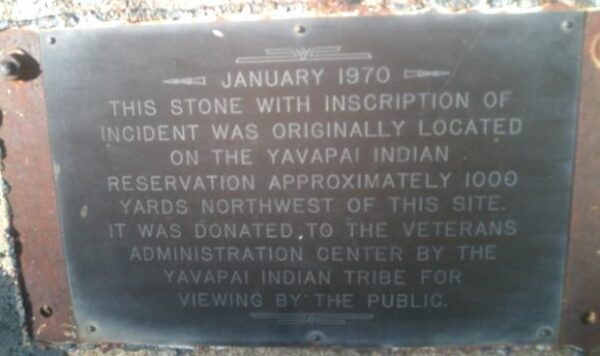 JANUARY 1970
THIS STONE WITH INSCRIPTION OF
INCIDENT WAS ORIGINALLY LOCATED
ON THE YAVAPAI INDIAN
RESERVATION APPROXIMATELY 1000
YARDS NORTHWEST OF THIS SITE.
IT WAS DONATED TO THE VETERANS
ADMINISTRATION CENTER BY THE
YAVAPAI INDIAN TRIBE FOR
VIEWING BY THE PUBLIC.